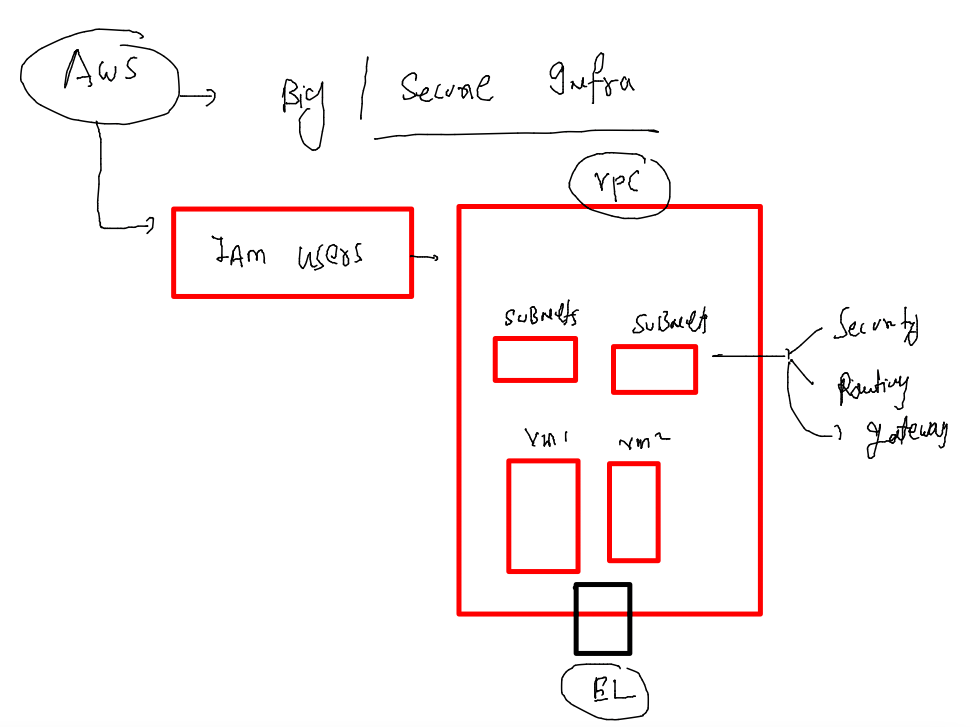 AWS
Big | Secure Infra
VPC
IAM users
SuBnets SuBnets
Security
Routing
gateway
vm1 vm2
EL